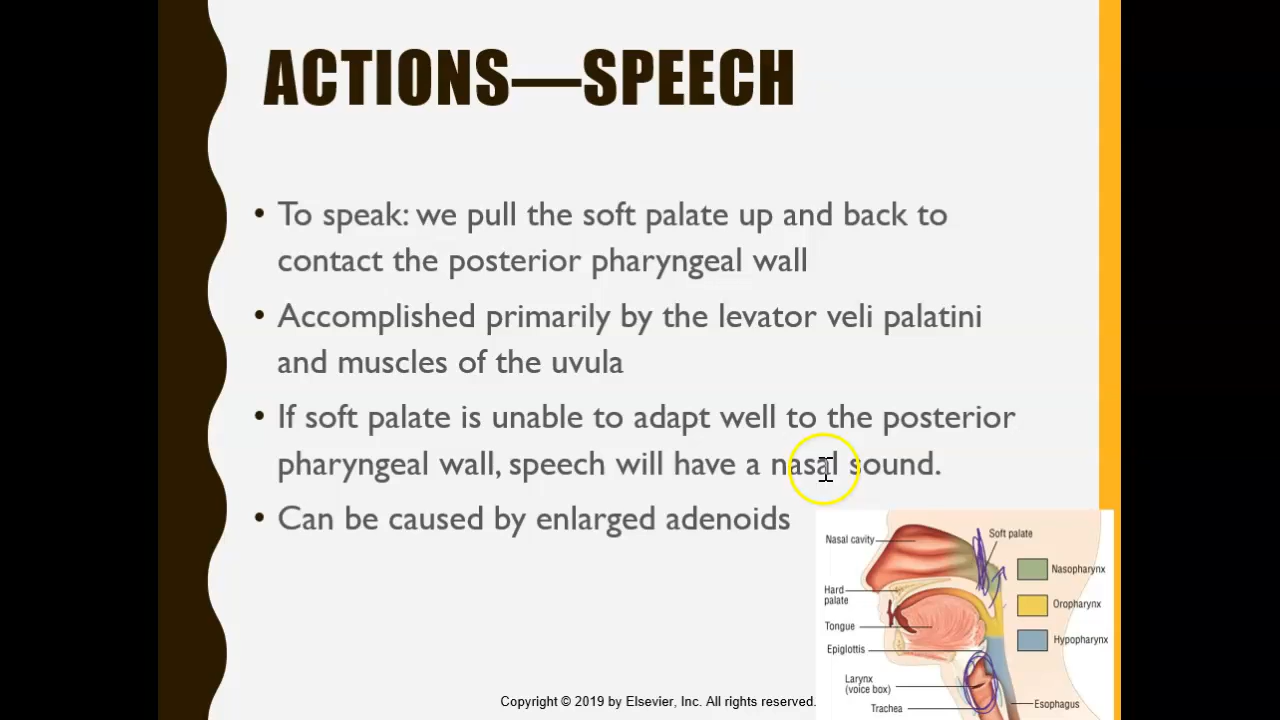 ACTIONS—SPEECH
• To speak: we pull the soft palate up and back to
contact the posterior pharyngeal wall
• Accomplished primarily by the levator veli palatini
and muscles of the uvula
• If soft palate is unable to adapt well to the posterior
pharyngeal wall, speech will have a nasal sound.
• Can be caused by enlarged adenoids
Nasal cavity
Soft palate
Nasopharynx
Hard
palate
Oropharynx
Tongue
Hypopharynx
Epiglottis
Larynx
(voice box)
Esophagus
Trachea
Copyright © 2019 by Elsevier, Inc. All rights reserved.